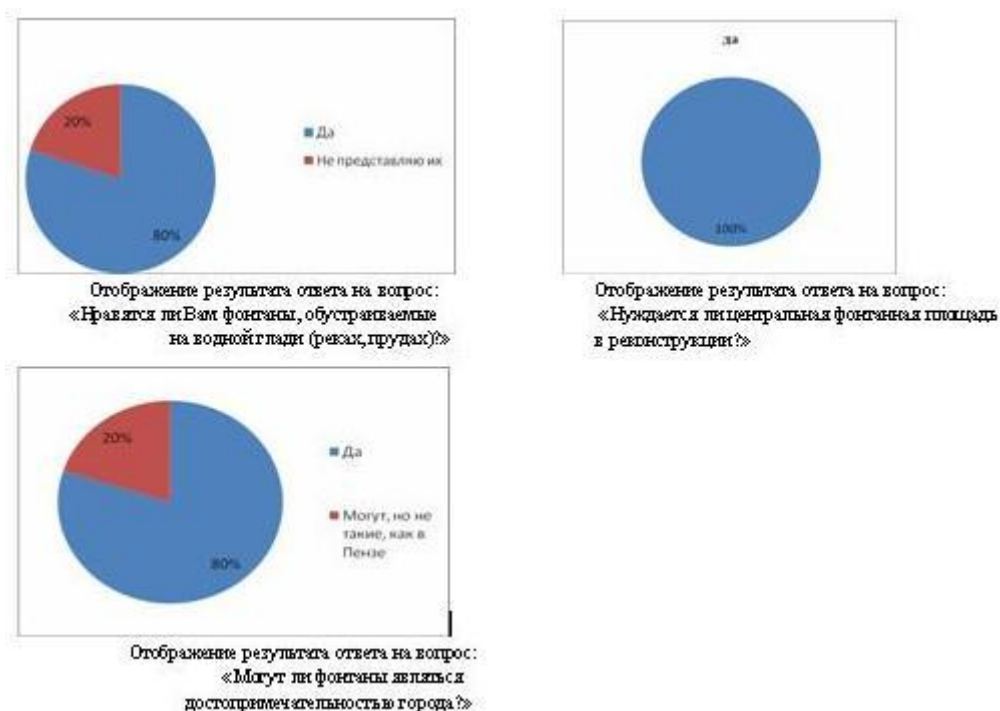 20%
80%
Да
Не представляю их
Отображение результата ответа на вопрос:
«Нравятся ли Вам фонтаны, обустраиваемые
на водной глади (реках, прудах)?»
да
100%
Отображение результата ответа на вопрос:
«Нуждается ли центральная фонтанная площадь
в реконструкции?»
20%
80%
Да
Могут, но не
такие, как в
Пензе
Отображение результата ответа на вопрос:
«Могут ли фонтаны являться
достопримечательностью города?»